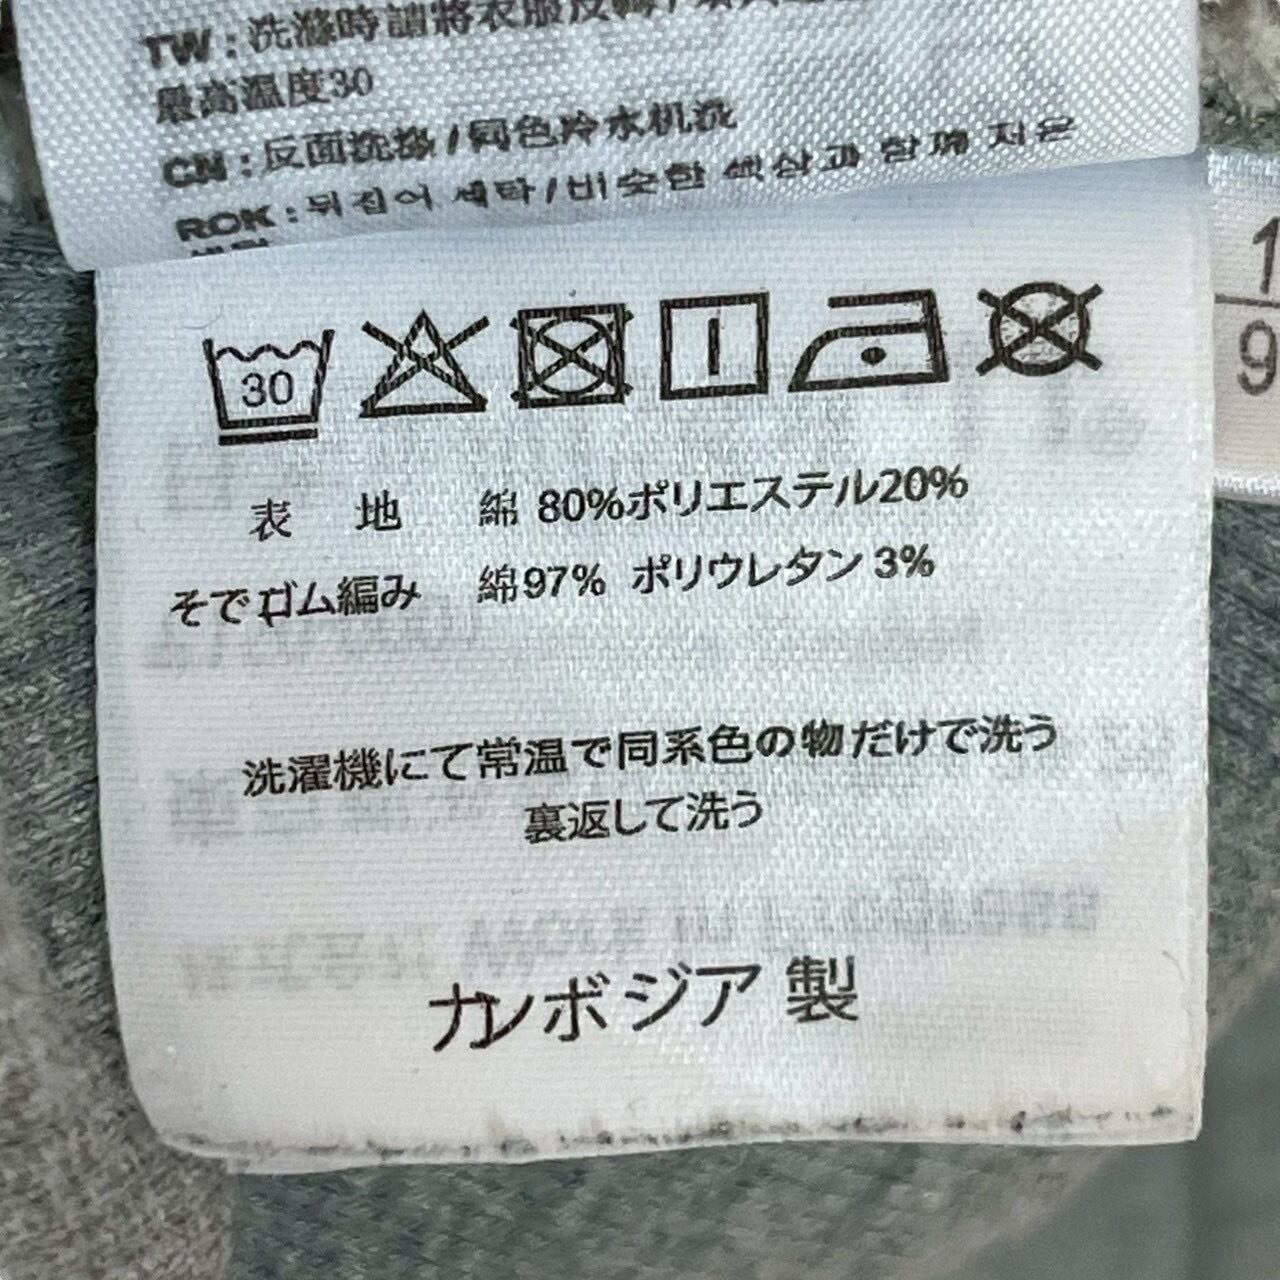 TW : 洗滌時請將衣服反轉
最高溫度30
CN : 反面洗滌 / 同色冷水机洗
ROK : 뒤집어 세탁 / 비슷한 색상과 함께 저온
세탁
1
9
30
表 地 綿 80%ポリエステル20%
そでゴム編み 綿97% ポリウレタン 3%
洗濯機にて常温で同系色の物だけで洗う
裏返して洗う
カンボジア 製